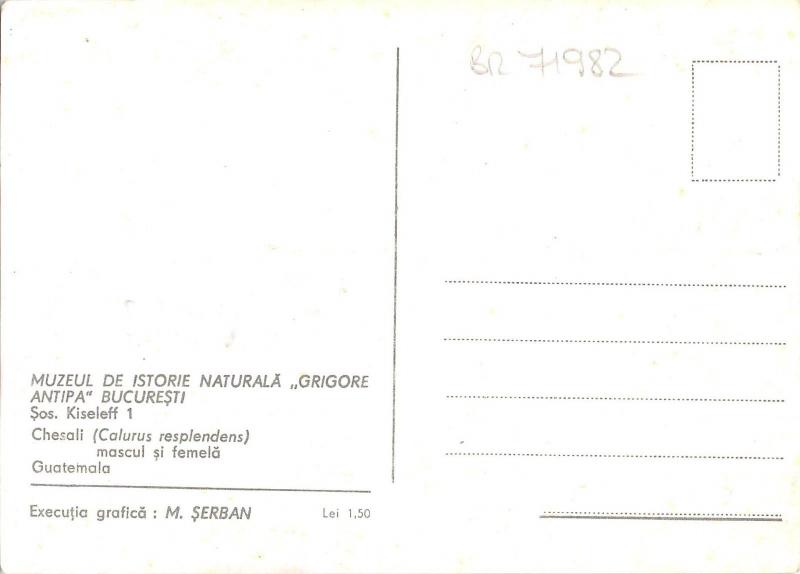 BR 71982
MUZEUL DE ISTORIE NATURALĂ „GRIGORE
ANTIPA" BUCUREȘTI
Șos. Kiseleff 1
Chesali (Calurus resplendens)
mascul și femelă
Guatemala
Execuția grafică : M. ȘERBAN Lei 1,50